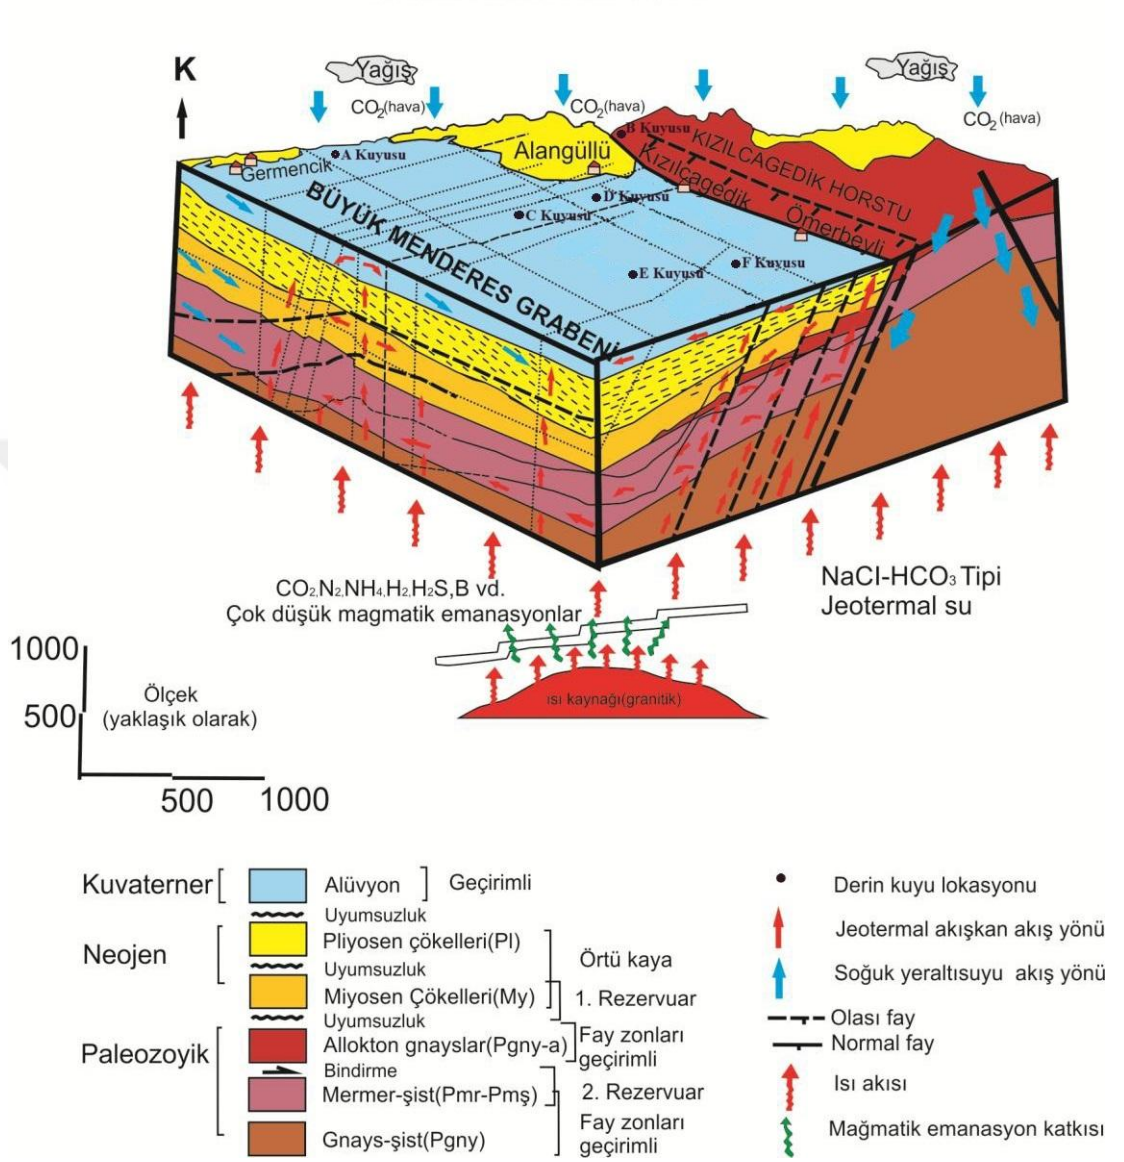 K
Yağış
Yağış
CO₂(hava)
CO₂(hava)
CO₂(hava)
B Kuyusu
A Kuyusu
Alangüllü
KIZILCAGEDİK HORSTU
Germencik
Kızılcagedik
D Kuyusu
C Kuyusu
Ömerbeyli
BÜYÜK MENDERES GRABENİ
E Kuyusu
F Kuyusu
CO₂,N₂,NH₄,H₂,H₂S,B vd.
Çok düşük magmatik emanasyonlar
NaCl-HCO₃ Tipi
Jeotermal su
ısı kaynağı(granitik)
1000
500
Ölçek
(yaklaşık olarak)
500 1000
Kuvaterner
Alüvyon
Geçirimli
Uyumsuzluk
Neojen
Pliyosen çökelleri(Pl)
Örtü kaya
Uyumsuzluk
Miyosen Çökelleri(My)
1. Rezervuar
Uyumsuzluk
Paleozoyik
Allokton gnayslar(Pgny-a)
Fay zonları
geçirimli
Bindirme
Mermer-şist(Pmr-Pmş)
2. Rezervuar
Gnays-şist(Pgny)
Fay zonları
geçirimli
Derin kuyu lokasyonu
Jeotermal akışkan akış yönü
Soğuk yeraltısuyu akış yönü
Olası fay
Normal fay
Isı akısı
Mağmatik emanasyon katkısı